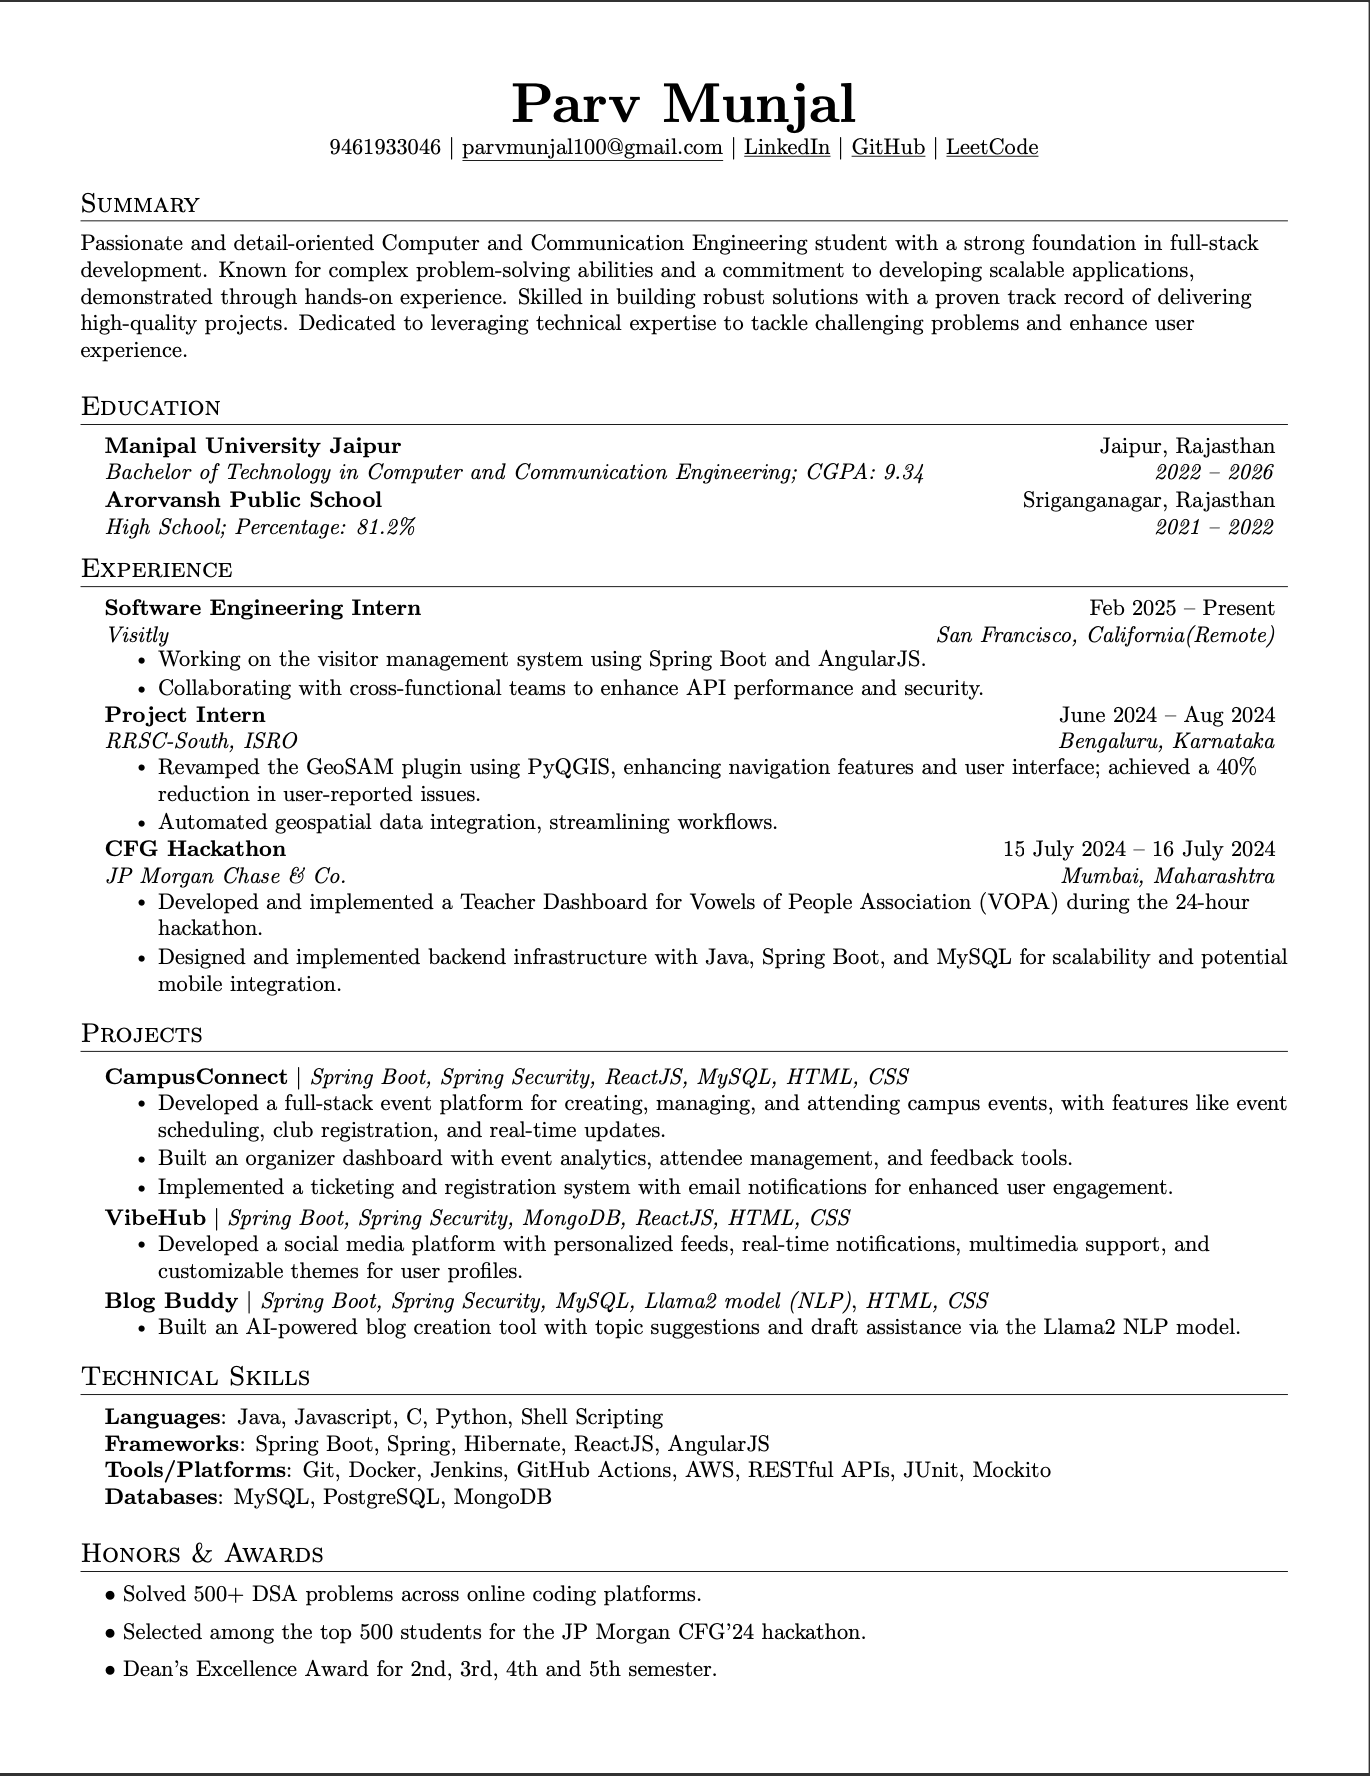 Parv Munjal
9461933046 | parvmunjal100@gmail.com | LinkedIn | GitHub | LeetCode
Summary
Passionate and detail-oriented Computer and Communication Engineering student with a strong foundation in full-stack
development. Known for complex problem-solving abilities and a commitment to developing scalable applications,
demonstrated through hands-on experience. Skilled in building robust solutions with a proven track record of delivering
high-quality projects. Dedicated to leveraging technical expertise to tackle challenging problems and enhance user
experience.
Education
Manipal University Jaipur Jaipur, Rajasthan
Bachelor of Technology in Computer and Communication Engineering; CGPA: 9.34 2022 – 2026
Arorvansh Public School Sriganganagar, Rajasthan
High School; Percentage: 81.2% 2021 – 2022
Experience
Software Engineering Intern Feb 2025 – Present
Visitly San Francisco, California(Remote)
• Working on the visitor management system using Spring Boot and AngularJS.
• Collaborating with cross-functional teams to enhance API performance and security.
Project Intern June 2024 – Aug 2024
RRSC-South, ISRO Bengaluru, Karnataka
• Revamped the GeoSAM plugin using PyQGIS, enhancing navigation features and user interface; achieved a 40%
reduction in user-reported issues.
• Automated geospatial data integration, streamlining workflows.
CFG Hackathon 15 July 2024 – 16 July 2024
JP Morgan Chase & Co. Mumbai, Maharashtra
• Developed and implemented a Teacher Dashboard for Vowels of People Association (VOPA) during the 24-hour
hackathon.
• Designed and implemented backend infrastructure with Java, Spring Boot, and MySQL for scalability and potential
mobile integration.
Projects
CampusConnect | Spring Boot, Spring Security, ReactJS, MySQL, HTML, CSS
• Developed a full-stack event platform for creating, managing, and attending campus events, with features like event
scheduling, club registration, and real-time updates.
• Built an organizer dashboard with event analytics, attendee management, and feedback tools.
• Implemented a ticketing and registration system with email notifications for enhanced user engagement.
VibeHub | Spring Boot, Spring Security, MongoDB, ReactJS, HTML, CSS
• Developed a social media platform with personalized feeds, real-time notifications, multimedia support, and
customizable themes for user profiles.
Blog Buddy | Spring Boot, Spring Security, MySQL, Llama2 model (NLP), HTML, CSS
• Built an AI-powered blog creation tool with topic suggestions and draft assistance via the Llama2 NLP model.
Technical Skills
Languages: Java, Javascript, C, Python, Shell Scripting
Frameworks: Spring Boot, Spring, Hibernate, ReactJS, AngularJS
Tools/Platforms: Git, Docker, Jenkins, GitHub Actions, AWS, RESTful APIs, JUnit, Mockito
Databases: MySQL, PostgreSQL, MongoDB
Honors & Awards
• Solved 500+ DSA problems across online coding platforms.
• Selected among the top 500 students for the JP Morgan CFG'24 hackathon.
• Dean's Excellence Award for 2nd, 3rd, 4th and 5th semester.